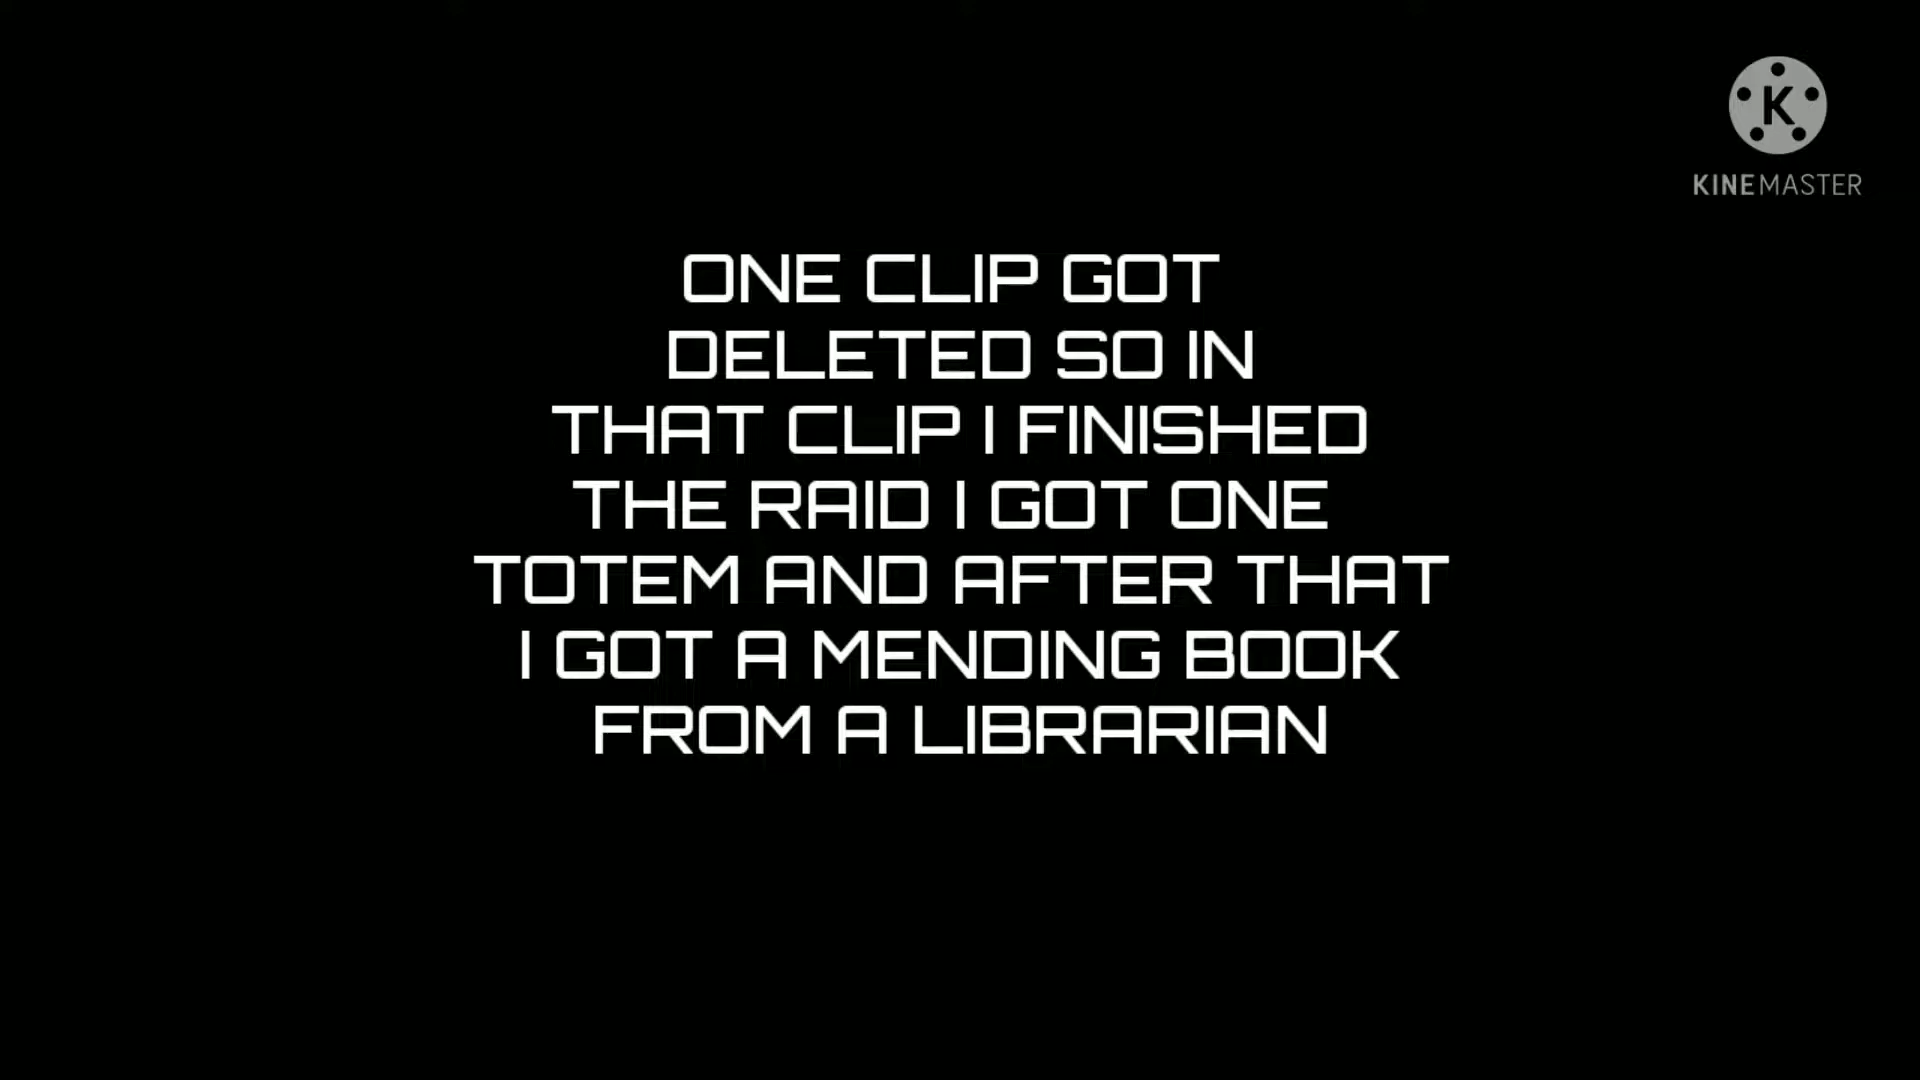 K
KINEMASTER
ONE CLIP GOT
DELETED SO IN
THAT CLIP I FINISHED
THE RAID I GOT ONE
TOTEM AND AFTER THAT
I GOT A MENDING BOOK
FROM A LIBRARIAN